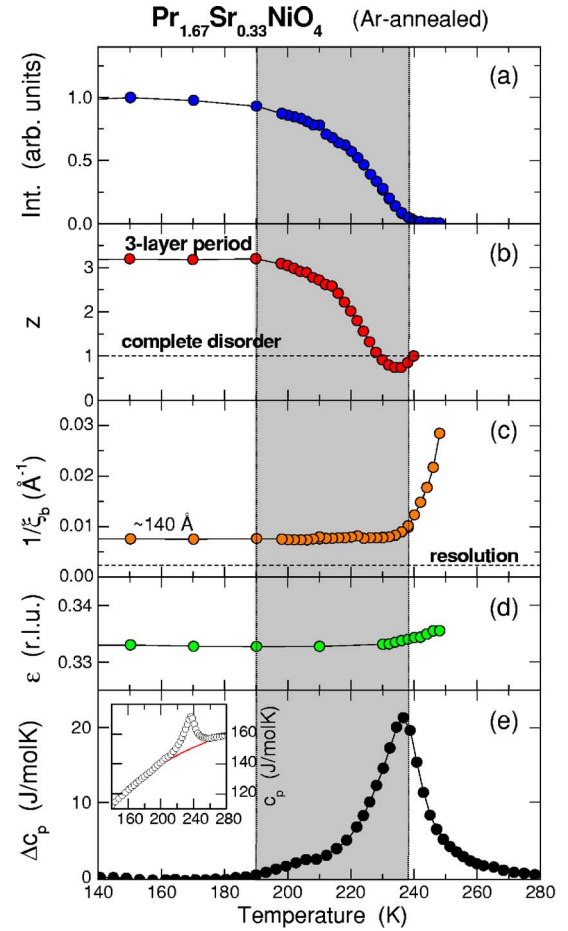 Pr1.67Sr0.33NiO4 (Ar-annealed)
(a)
Int. (arb. units)
1.0
0.5
0.0
(b)
3-layer period
z
3
2
1
0
complete disorder
(c)
1/ξb (Å-1)
0.03
0.02
0.01
0.00
~140 Å
resolution
(d)
ε (r.l.u.)
0.34
0.33
(e)
Δcp (J/molK)
20
10
0
160
140
120
cp (J/molK)
160 200 240 280
140 160 180 200 220 240 260 280
Temperature (K)